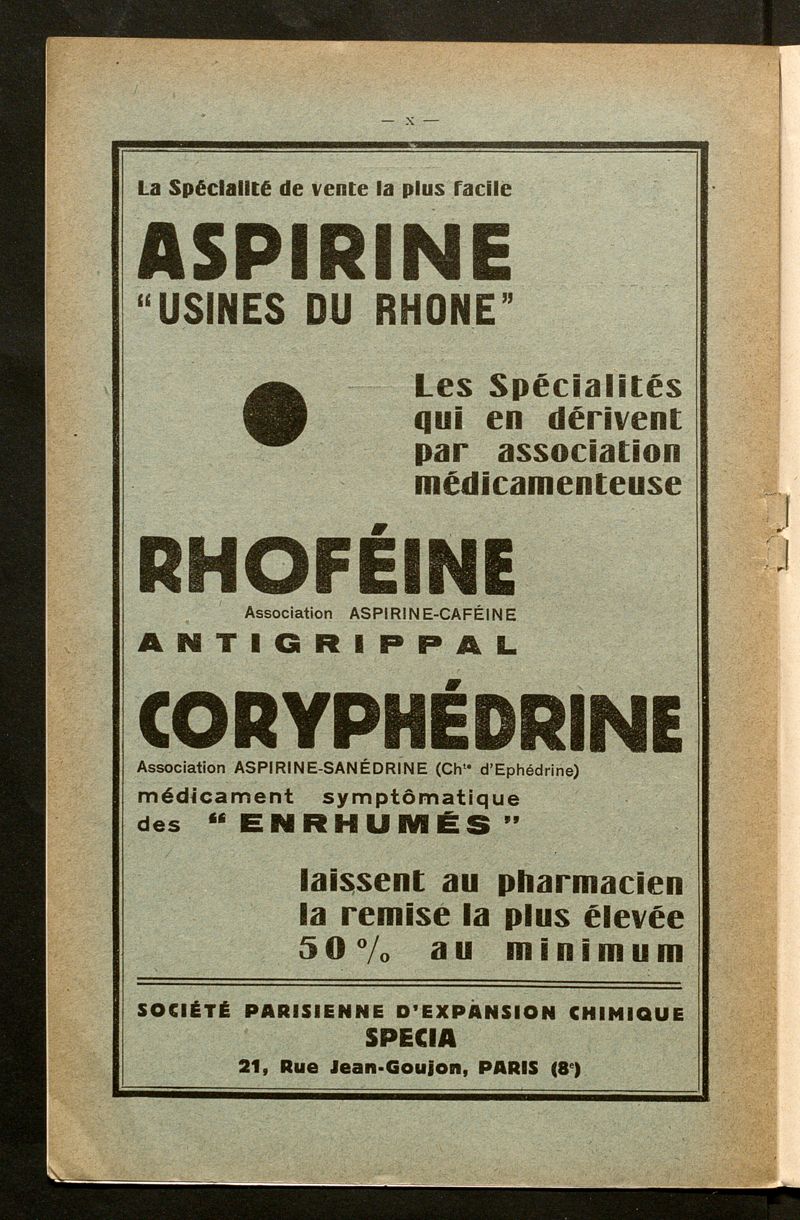 — X —
La Spécialité de vente la plus facile
ASPIRINE
“USINES DU RHONE”
Les Spécialités
qui en dérivent
par association
médicamenteuse
RHOFÉINE
Association ASPIRINE-CAFÉINE
ANTIGRIPPAL
CORYPHÉDRINE
Association ASPIRINE-SANÉDRINE (Chᵗᵉ d'Ephédrine)
médicament symptômatique
des “ENRHUMÉS”
laissent au pharmacien
la remise la plus élevée
50% au minimum
SOCIÉTÉ PARISIENNE D'EXPANSION CHIMIQUE
SPECIA
21, Rue Jean-Goujon, PARIS (8ᵉ)